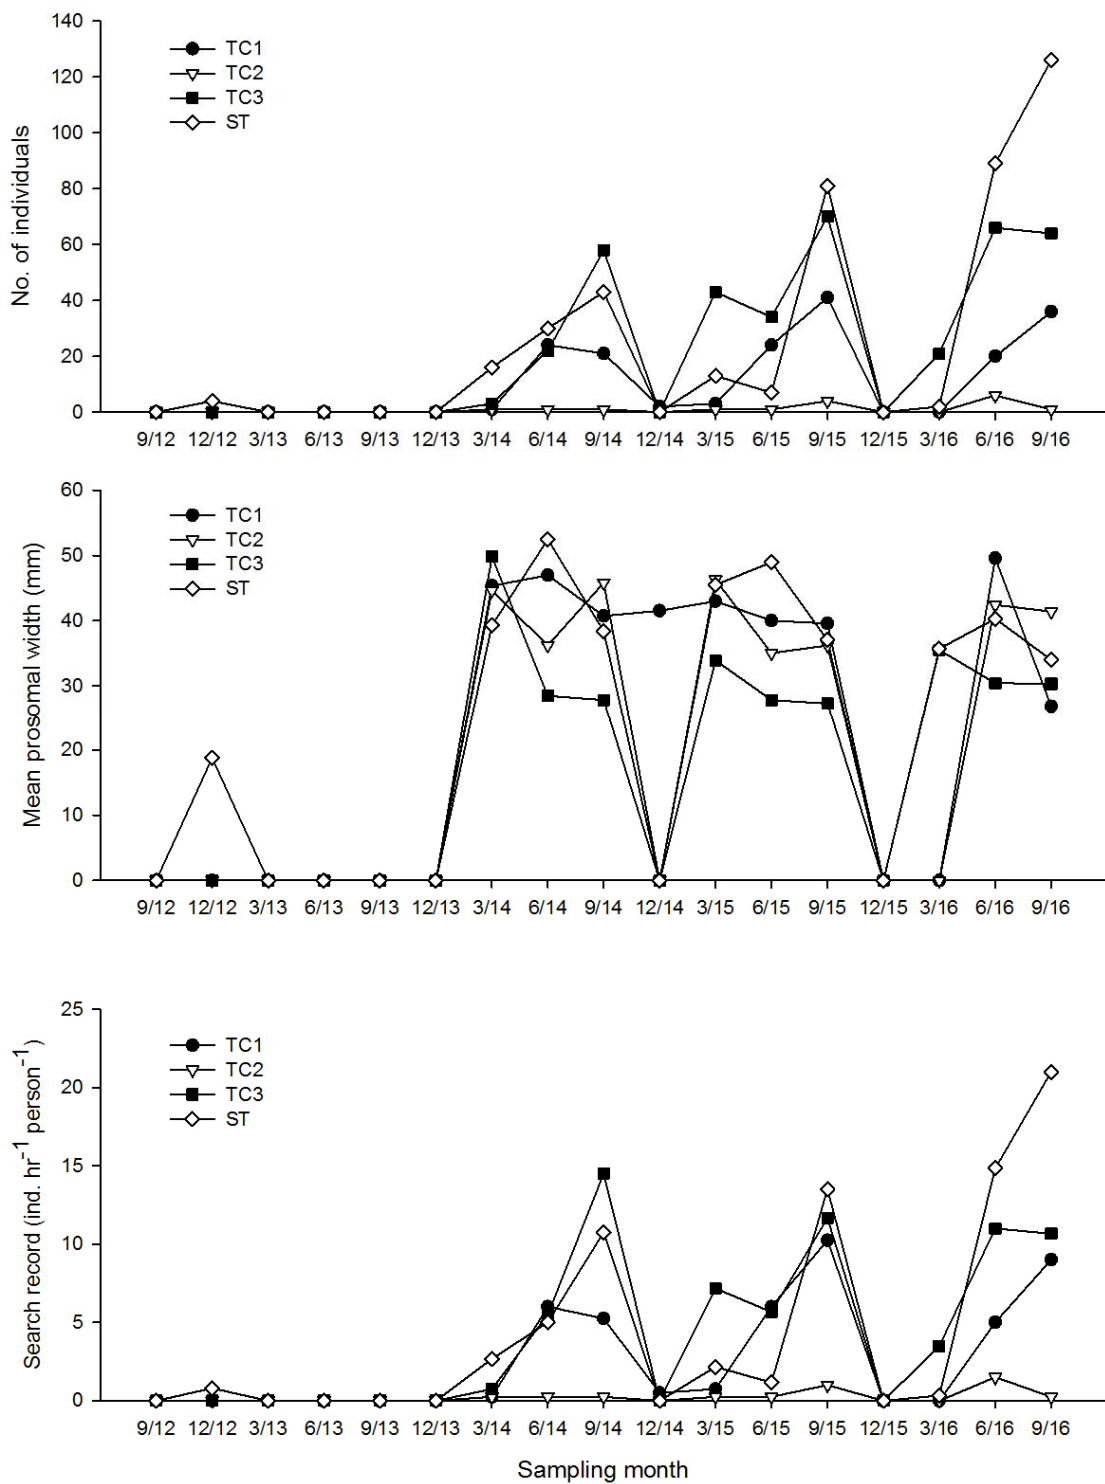 No. of individuals
140
120
100
80
60
40
20
0
TC1
TC2
TC3
ST
9/12 12/12 3/13 6/13 9/13 12/13 3/14 6/14 9/14 12/14 3/15 6/15 9/15 12/15 3/16 6/16 9/16
Mean prosomal width (mm)
60
50
40
30
20
10
0
TC1
TC2
TC3
ST
9/12 12/12 3/13 6/13 9/13 12/13 3/14 6/14 9/14 12/14 3/15 6/15 9/15 12/15 3/16 6/16 9/16
Search record (ind. hr⁻¹ person⁻¹)
25
20
15
10
5
0
TC1
TC2
TC3
ST
9/12 12/12 3/13 6/13 9/13 12/13 3/14 6/14 9/14 12/14 3/15 6/15 9/15 12/15 3/16 6/16 9/16
Sampling month